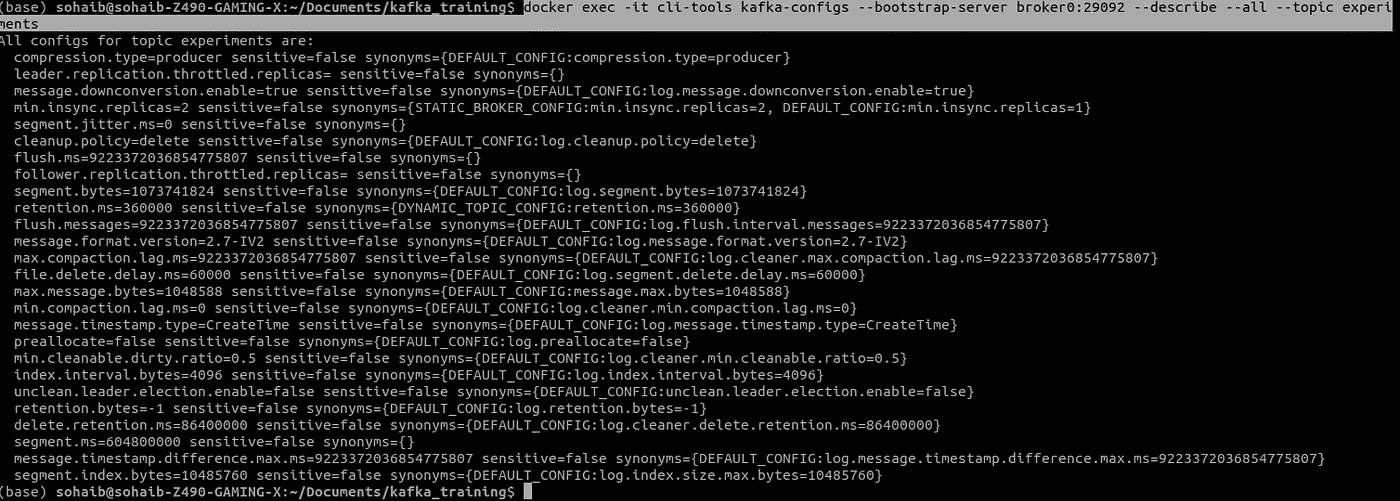 (base) sohaib@sohaib-Z490-GAMING-X:~/Documents/kafka_training$ docker exec -it cli-tools kafka-configs --bootstrap-server broker0:29092 --describe --all --topic experi
ments
All configs for topic experiments are:
  compression.type=producer sensitive=false synonyms={DEFAULT_CONFIG:compression.type=producer}
  leader.replication.throttled.replicas= sensitive=false synonyms={}
  message.downconversion.enable=true sensitive=false synonyms={DEFAULT_CONFIG:log.message.downconversion.enable=true}
  min.insync.replicas=2 sensitive=false synonyms={STATIC_BROKER_CONFIG:min.insync.replicas=2, DEFAULT_CONFIG:min.insync.replicas=1}
  segment.jitter.ms=0 sensitive=false synonyms={}
  cleanup.policy=delete sensitive=false synonyms={DEFAULT_CONFIG:log.cleanup.policy=delete}
  flush.ms=9223372036854775807 sensitive=false synonyms={}
  follower.replication.throttled.replicas= sensitive=false synonyms={}
  segment.bytes=1073741824 sensitive=false synonyms={DEFAULT_CONFIG:log.segment.bytes=1073741824}
  retention.ms=360000 sensitive=false synonyms={DYNAMIC_TOPIC_CONFIG:retention.ms=360000}
  flush.messages=9223372036854775807 sensitive=false synonyms={DEFAULT_CONFIG:log.flush.interval.messages=9223372036854775807}
  message.format.version=2.7-IV2 sensitive=false synonyms={DEFAULT_CONFIG:log.message.format.version=2.7-IV2}
  max.compaction.lag.ms=9223372036854775807 sensitive=false synonyms={DEFAULT_CONFIG:log.cleaner.max.compaction.lag.ms=9223372036854775807}
  file.delete.delay.ms=60000 sensitive=false synonyms={DEFAULT_CONFIG:log.segment.delete.delay.ms=60000}
  max.message.bytes=1048588 sensitive=false synonyms={DEFAULT_CONFIG:message.max.bytes=1048588}
  min.compaction.lag.ms=0 sensitive=false synonyms={DEFAULT_CONFIG:log.cleaner.min.compaction.lag.ms=0}
  message.timestamp.type=CreateTime sensitive=false synonyms={DEFAULT_CONFIG:log.message.timestamp.type=CreateTime}
  preallocate=false sensitive=false synonyms={DEFAULT_CONFIG:log.preallocate=false}
  min.cleanable.dirty.ratio=0.5 sensitive=false synonyms={DEFAULT_CONFIG:log.cleaner.min.cleanable.ratio=0.5}
  index.interval.bytes=4096 sensitive=false synonyms={DEFAULT_CONFIG:log.index.interval.bytes=4096}
  unclean.leader.election.enable=false sensitive=false synonyms={DEFAULT_CONFIG:unclean.leader.election.enable=false}
  retention.bytes=-1 sensitive=false synonyms={DEFAULT_CONFIG:log.retention.bytes=-1}
  delete.retention.ms=86400000 sensitive=false synonyms={DEFAULT_CONFIG:log.cleaner.delete.retention.ms=86400000}
  segment.ms=604800000 sensitive=false synonyms={}
  message.timestamp.difference.max.ms=9223372036854775807 sensitive=false synonyms={DEFAULT_CONFIG:log.message.timestamp.difference.max.ms=9223372036854775807}
  segment.index.bytes=10485760 sensitive=false synonyms={DEFAULT_CONFIG:log.index.size.max.bytes=10485760}
(base) sohaib@sohaib-Z490-GAMING-X:~/Documents/kafka_training$